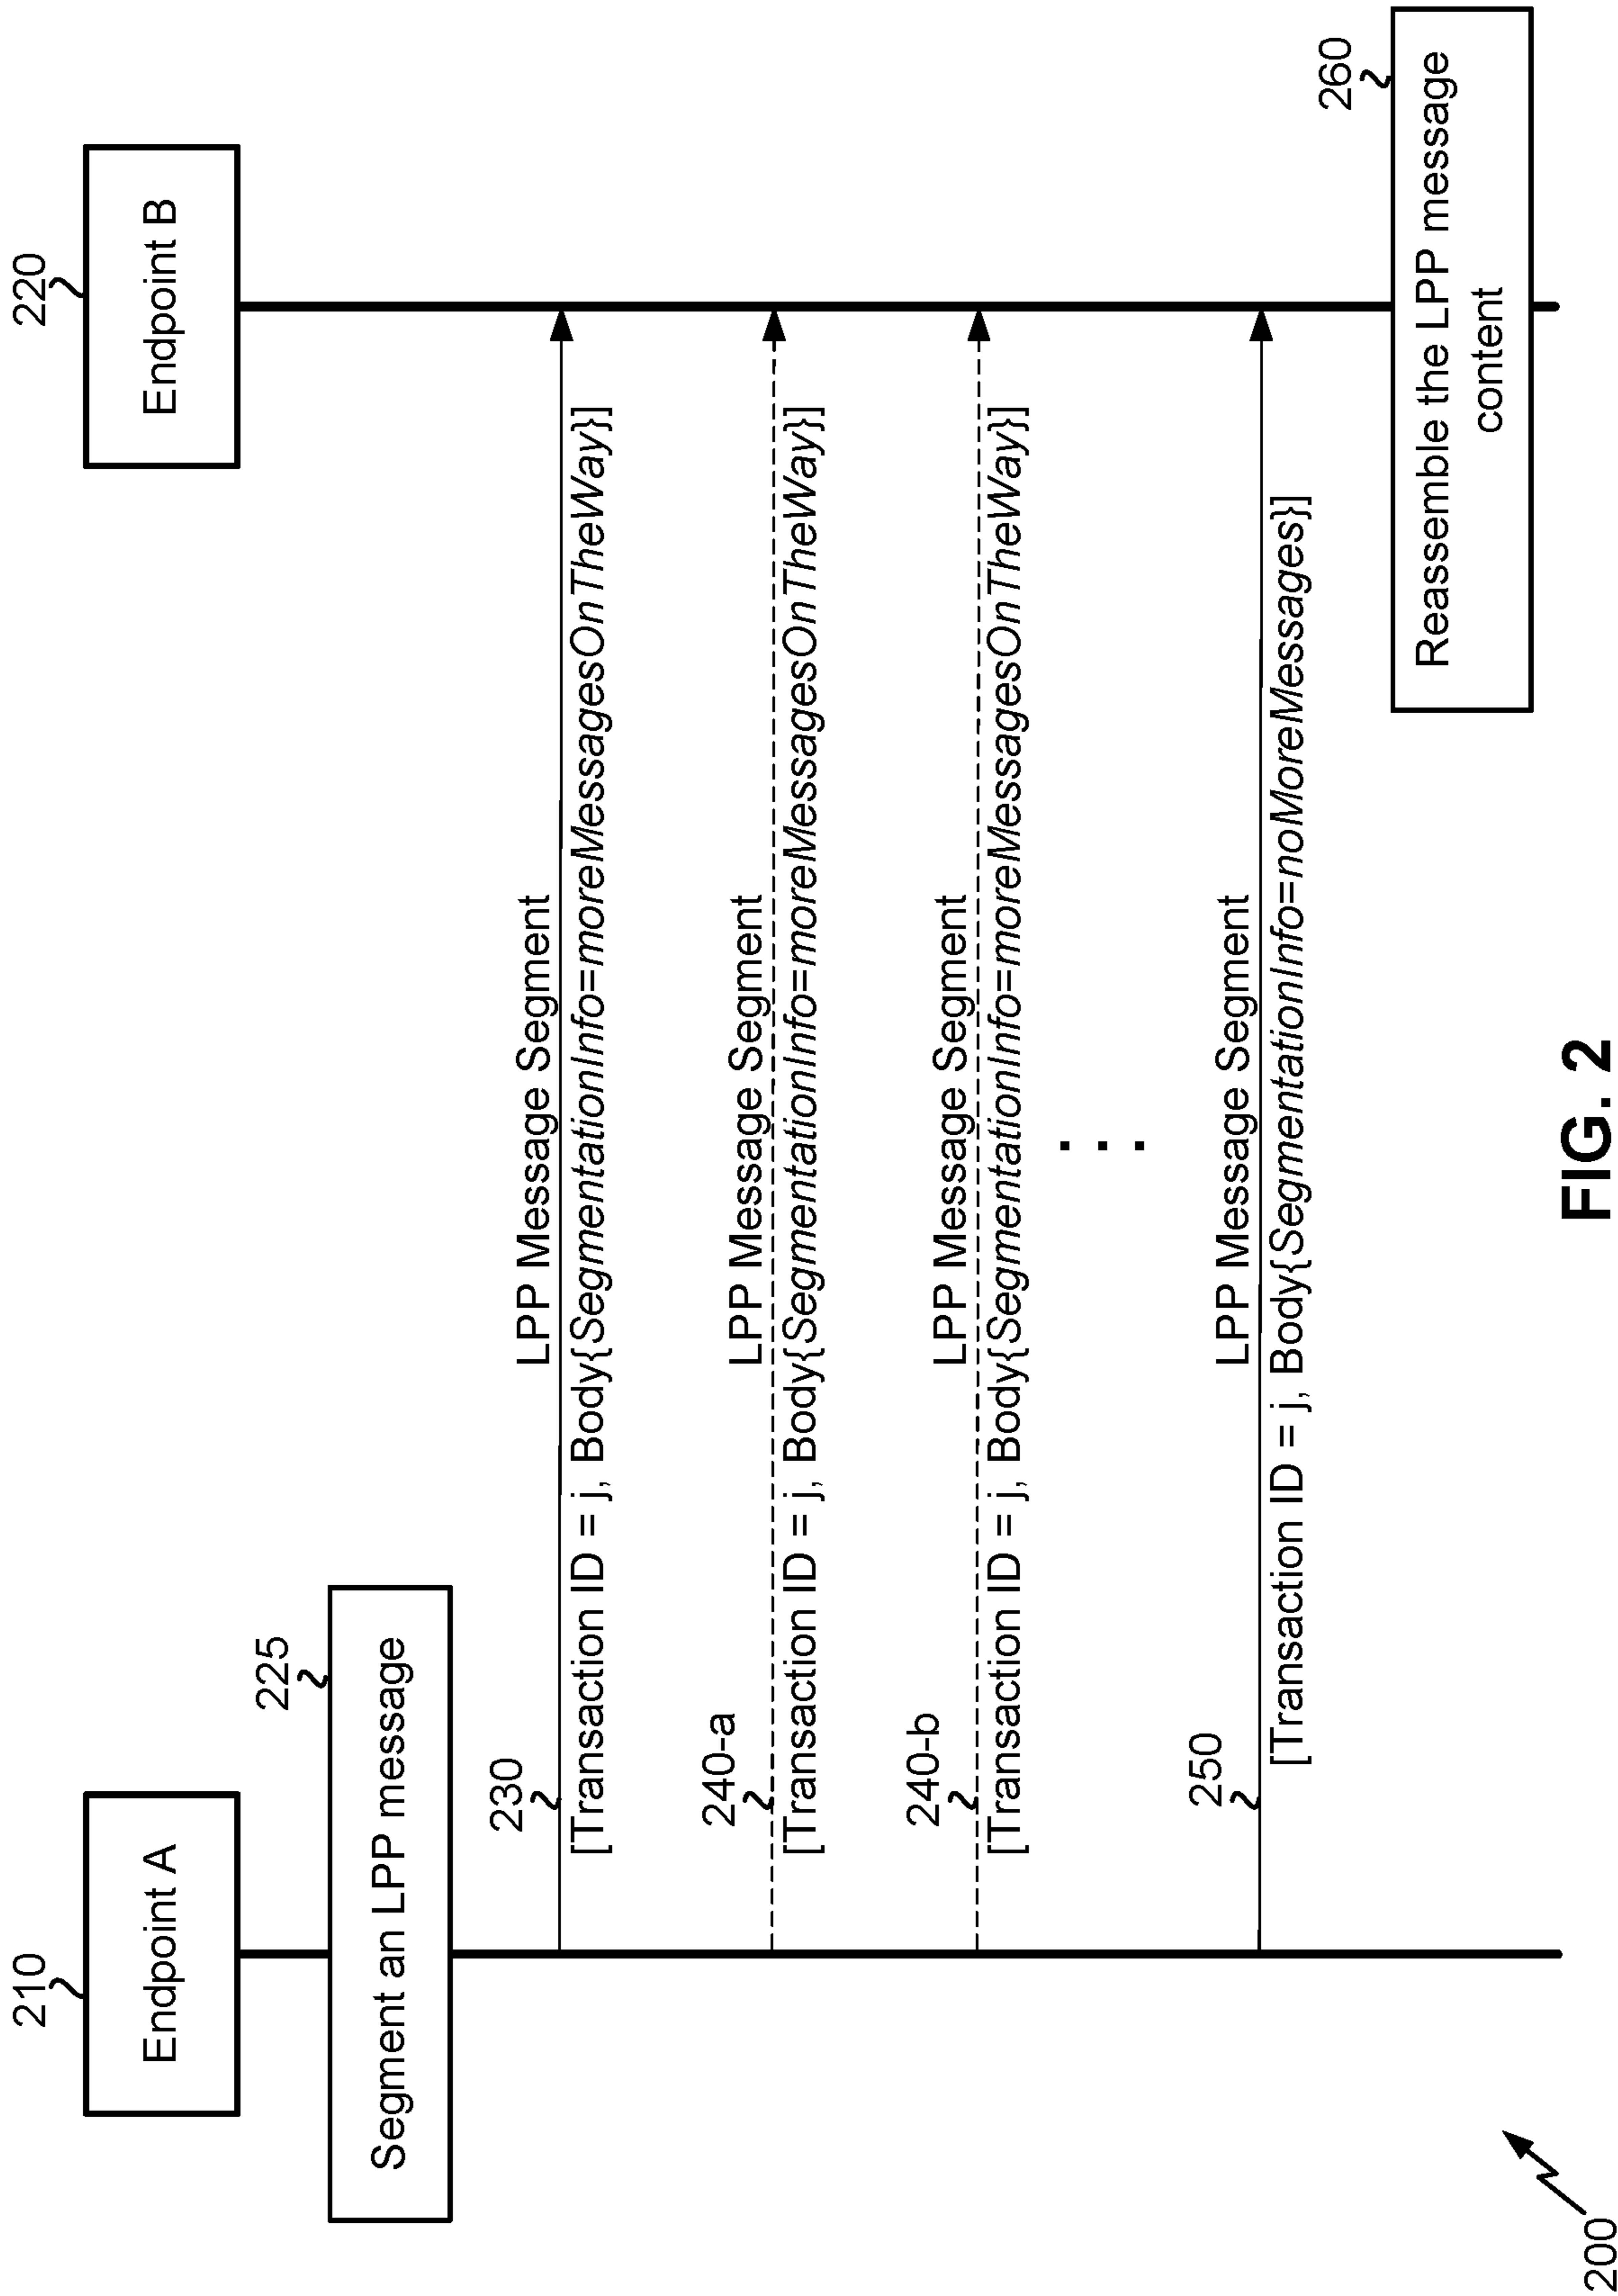 210
220
Endpoint A
Endpoint B
225
Segment an LPP message
230
LPP Message Segment
[Transaction ID = j, Body{SegmentationInfo=moreMessagesOnTheWay}]
240-a
LPP Message Segment
[Transaction ID = j, Body{SegmentationInfo=moreMessagesOnTheWay}]
240-b
LPP Message Segment
[Transaction ID = j, Body{SegmentationInfo=moreMessagesOnTheWay}]
. . .
250
LPP Message Segment
[Transaction ID = j, Body{SegmentationInfo=noMoreMessages}]
260
Reassemble the LPP message
content
200
FIG. 2